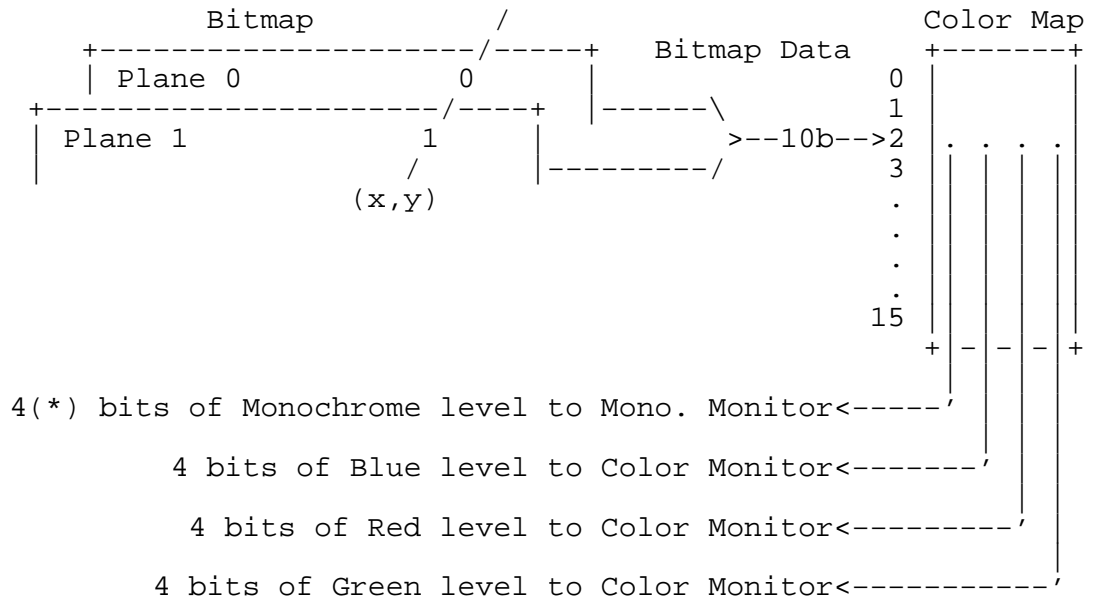 Bitmap / Color Map
+---------------------/-----+ Bitmap Data +-------+
| Plane 0 0 | 0 | |
+----------------------/----+ |------\ 1 | |
| Plane 1 1 | >--10b-->2 |. . . .|
| / |---------/ 3 || | | ||
(x,y) . || | | ||
. || | | ||
. || | | ||
. || | | ||
15 || | | ||
+|-|-|-|+
4(*) bits of Monochrome level to Mono. Monitor<-----' | | |
4 bits of Blue level to Color Monitor<-------' | |
4 bits of Red level to Color Monitor<---------' |
4 bits of Green level to Color Monitor<-----------'